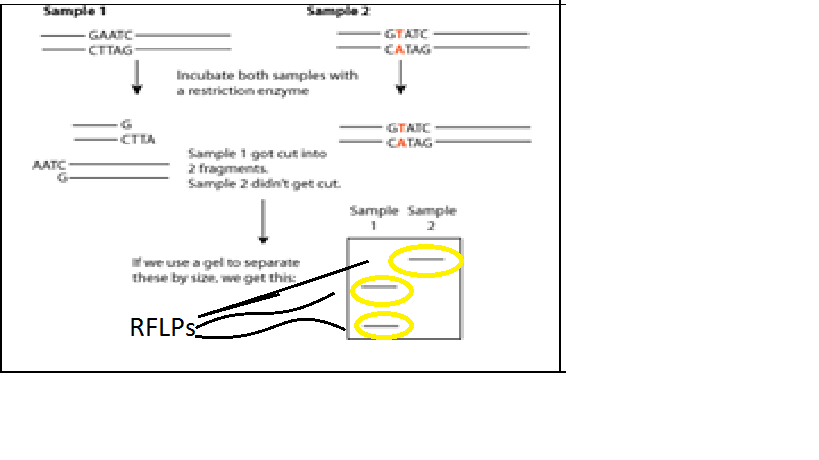 Sample 1
Sample 2
GAATC
CTTAG
GTATC
CATAG
Incubate both samples with
a restriction enzyme
G
CTTA
AATC
G
GTATC
CATAG
Sample 1 got cut into
2 fragments.
Sample 2 didn't get cut.
Sample Sample
1 2
If we use a gel to separate
these by size, we get this:
RFLPs